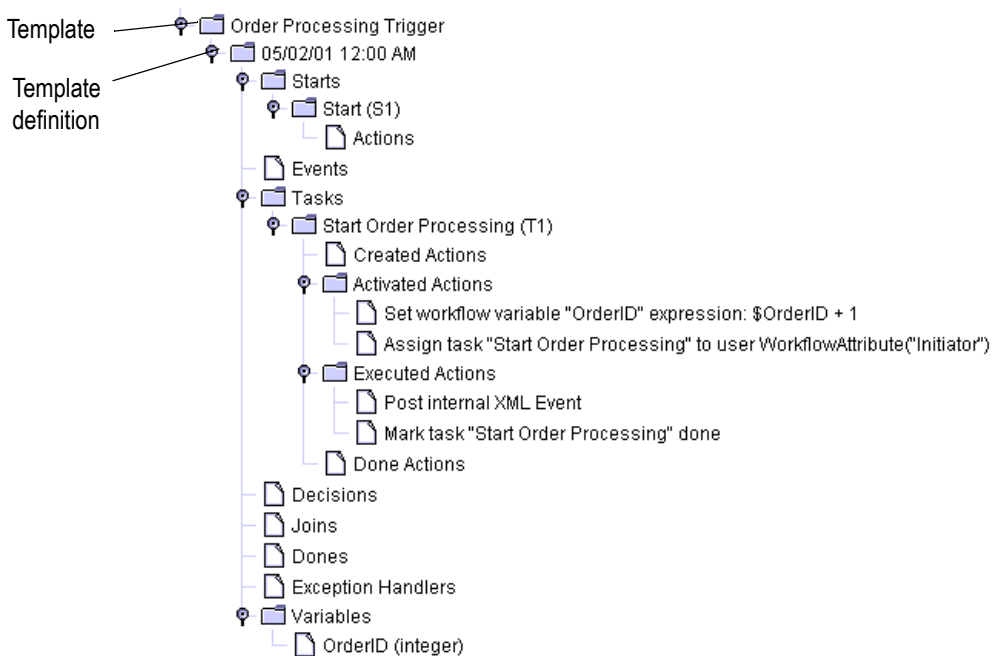 Template
Order Processing Trigger
Template
definition
05/02/01 12:00 AM
Starts
Start (S1)
Actions
Events
Tasks
Start Order Processing (T1)
Created Actions
Activated Actions
Set workflow variable "OrderID" expression: $OrderID + 1
Assign task "Start Order Processing" to user WorkflowAttribute("Initiator")
Executed Actions
Post internal XML Event
Mark task "Start Order Processing" done
Done Actions
Decisions
Joins
Dones
Exception Handlers
Variables
OrderID (integer)